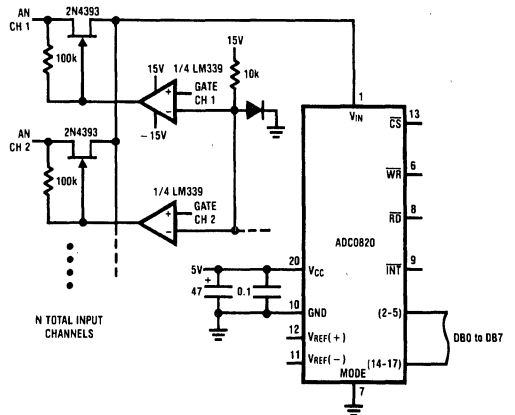 AN
CH 1
2N4393
100k
15V
1/4 LM339
+
−
GATE
CH 1
−15V
15V
10k
AN
CH 2
2N4393
100k
1/4 LM339
+
−
GATE
CH 2
N TOTAL INPUT
CHANNELS
5V
+
47
0.1
1
VIN
13
CS
6
WR
8
RD
ADC0820
9
INT
20
VCC
10
GND
12
VREF(+)
11
VREF(−)
(2-5)
(14-17)
DB0 to DB7
MODE
7